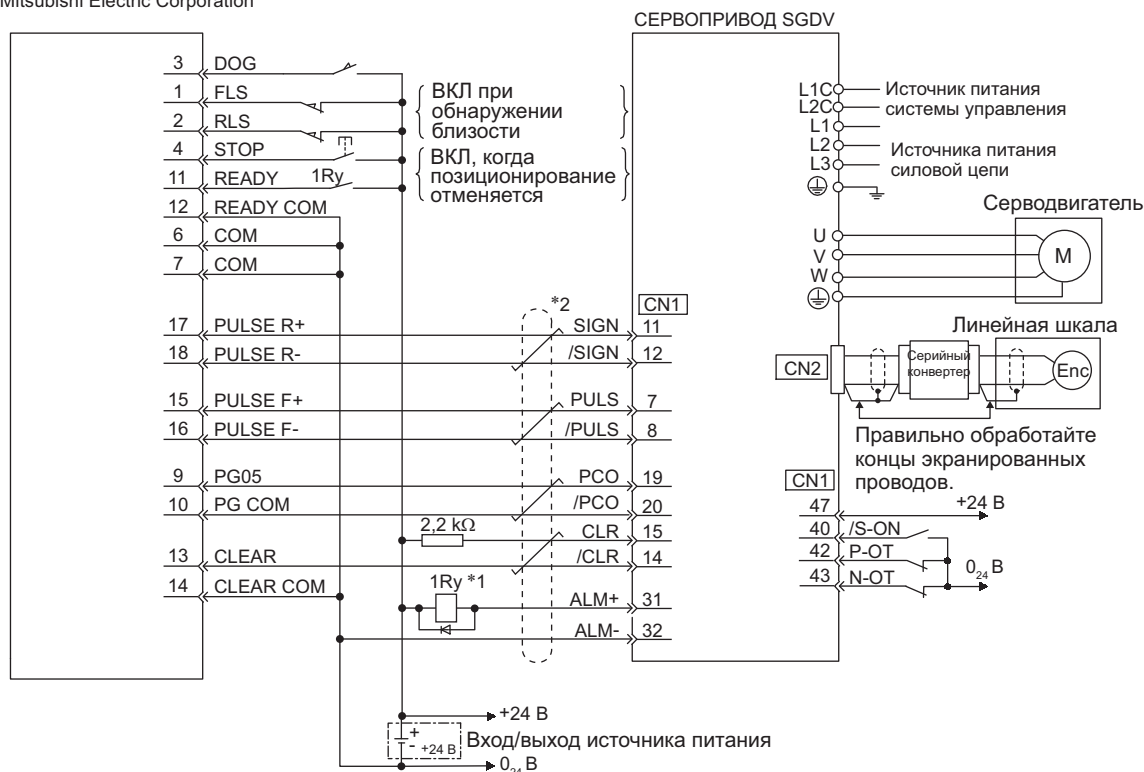 Mitsubishi Electric Corporation
СЕРВОПРИВОД SGDV
3 DOG
1 FLS
2 RLS
4 STOP
11 READY 1Ry
12 READY COM
6 COM
7 COM
ВКЛ при
обнаружении
близости
ВКЛ, когда
позиционирование
отменяется
L1C
L2C
L1
L2
L3
Источник питания
системы управления
Источника питания
силовой цепи
Серводвигатель
U
V
W
M
*2
CN1
17 PULSE R+ SIGN 11
18 PULSE R- /SIGN 12
15 PULSE F+ PULS 7
16 PULSE F- /PULS 8
9 PG05 PCO 19
10 PG COM /PCO 20
2,2 kΩ CLR 15
13 CLEAR /CLR 14
14 CLEAR COM
1Ry *1
ALM+ 31
ALM- 32
Линейная шкала
CN2
Серийный
конвертер
Enc
Правильно обработайте
концы экранированных
проводов.
CN1
47 +24 В
40 /S-ON
42 P-OT
43 N-OT
0₂₄ В
+24 В
+
- +24 В
Вход/выход источника питания
0₂₄ В